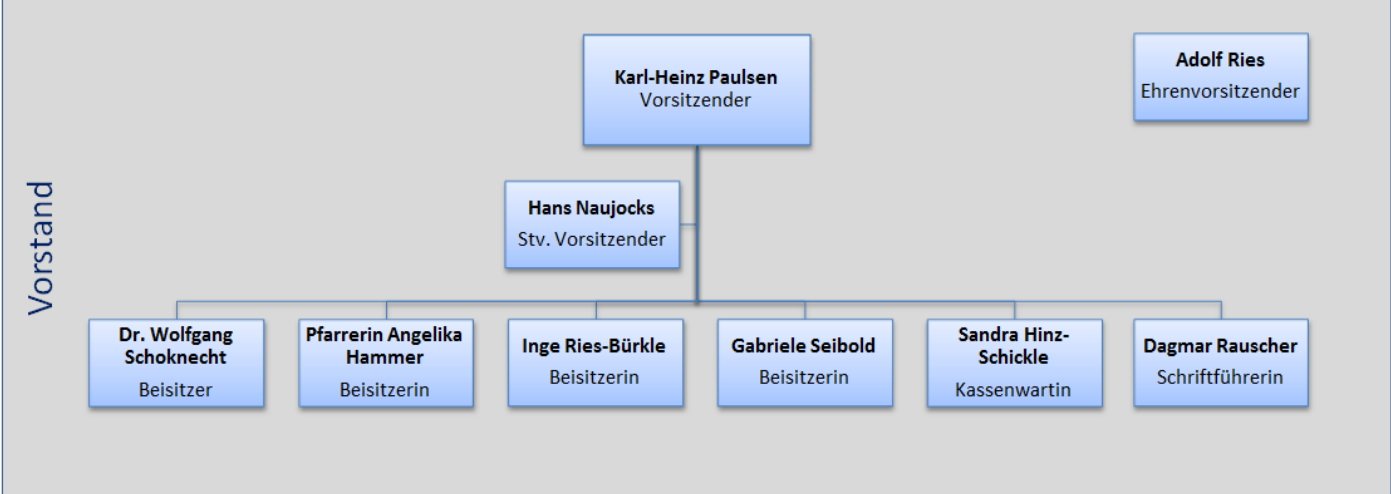 Vorstand
Karl-Heinz Paulsen
Vorsitzender
Adolf Ries
Ehrenvorsitzender
Hans Naujocks
Stv. Vorsitzender
Dr. Wolfgang
Schoknecht
Beisitzer
Pfarrerin Angelika
Hammer
Beisitzerin
Inge Ries-Bürkle
Beisitzerin
Gabriele Seibold
Beisitzerin
Sandra Hinz-
Schickle
Kassenwartin
Dagmar Rauscher
Schriftführerin